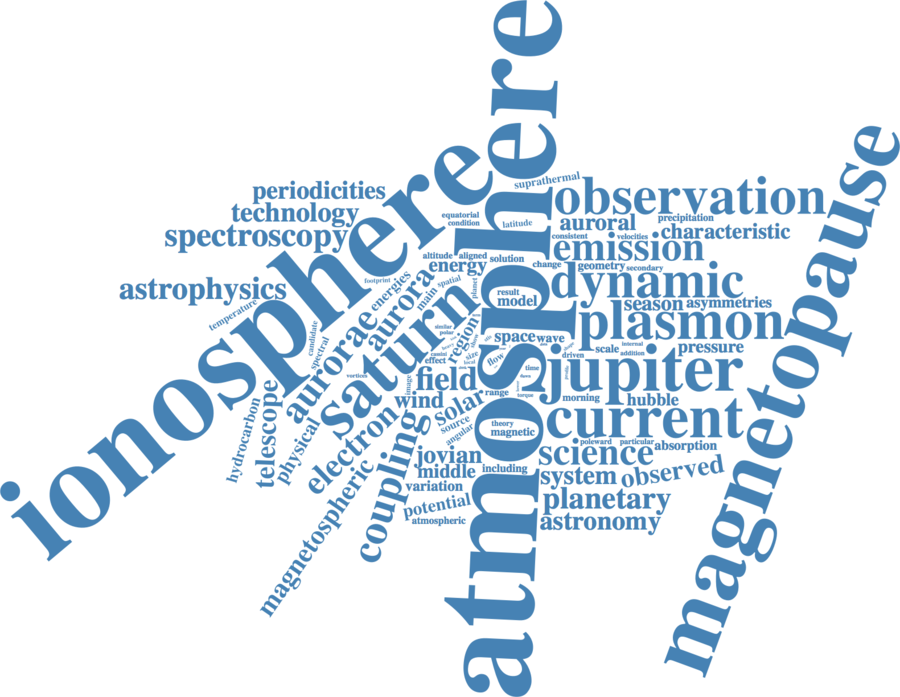 atmosphere
ionosphere
magnetopause
suprathermal
periodicities
observation
technology
equatorial
condition
latitude
auroral
precipitation
spectroscopy
consistent
velocities
characteristic
emission
altitude
aligned
solution
energy
change
geometry
secondary
footprint
energies
aurora
main
spatial
planet
dynamic
astrophysics
result
model
season
asymmetries
temperature
saturn
plasmon
candidate
spectral
aurorae
similar
polar
region
space
wave
scale
internal
addition
pressure
driven
cassini
effect
size
local
flow
vortices
image
field
time
jupiter
telescope
hydrocarbon
physical
wind
solar
range
torque
morning
hubble
electron
source
angular
theory
magnetic
current
coupling
jovian
middle
including
science
poleward
particular
absorption
variation
system
observed
magnetospheric
potential
planetary
atmospheric
astronomy